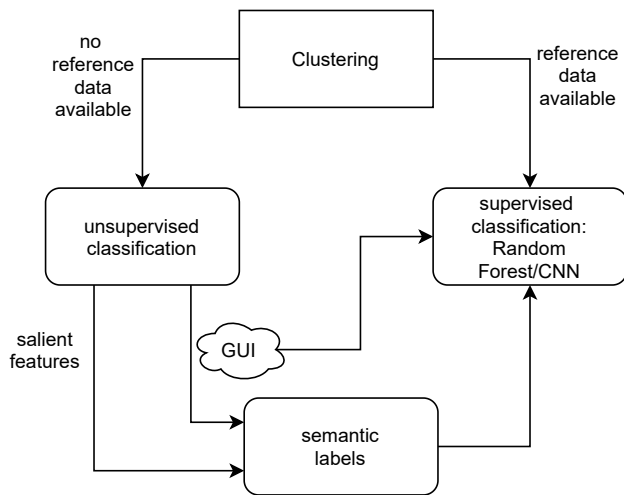 no
reference
data
available
Clustering
reference
data
available
unsupervised
classification
supervised
classification:
Random
Forest/CNN
salient
features
GUI
semantic
labels